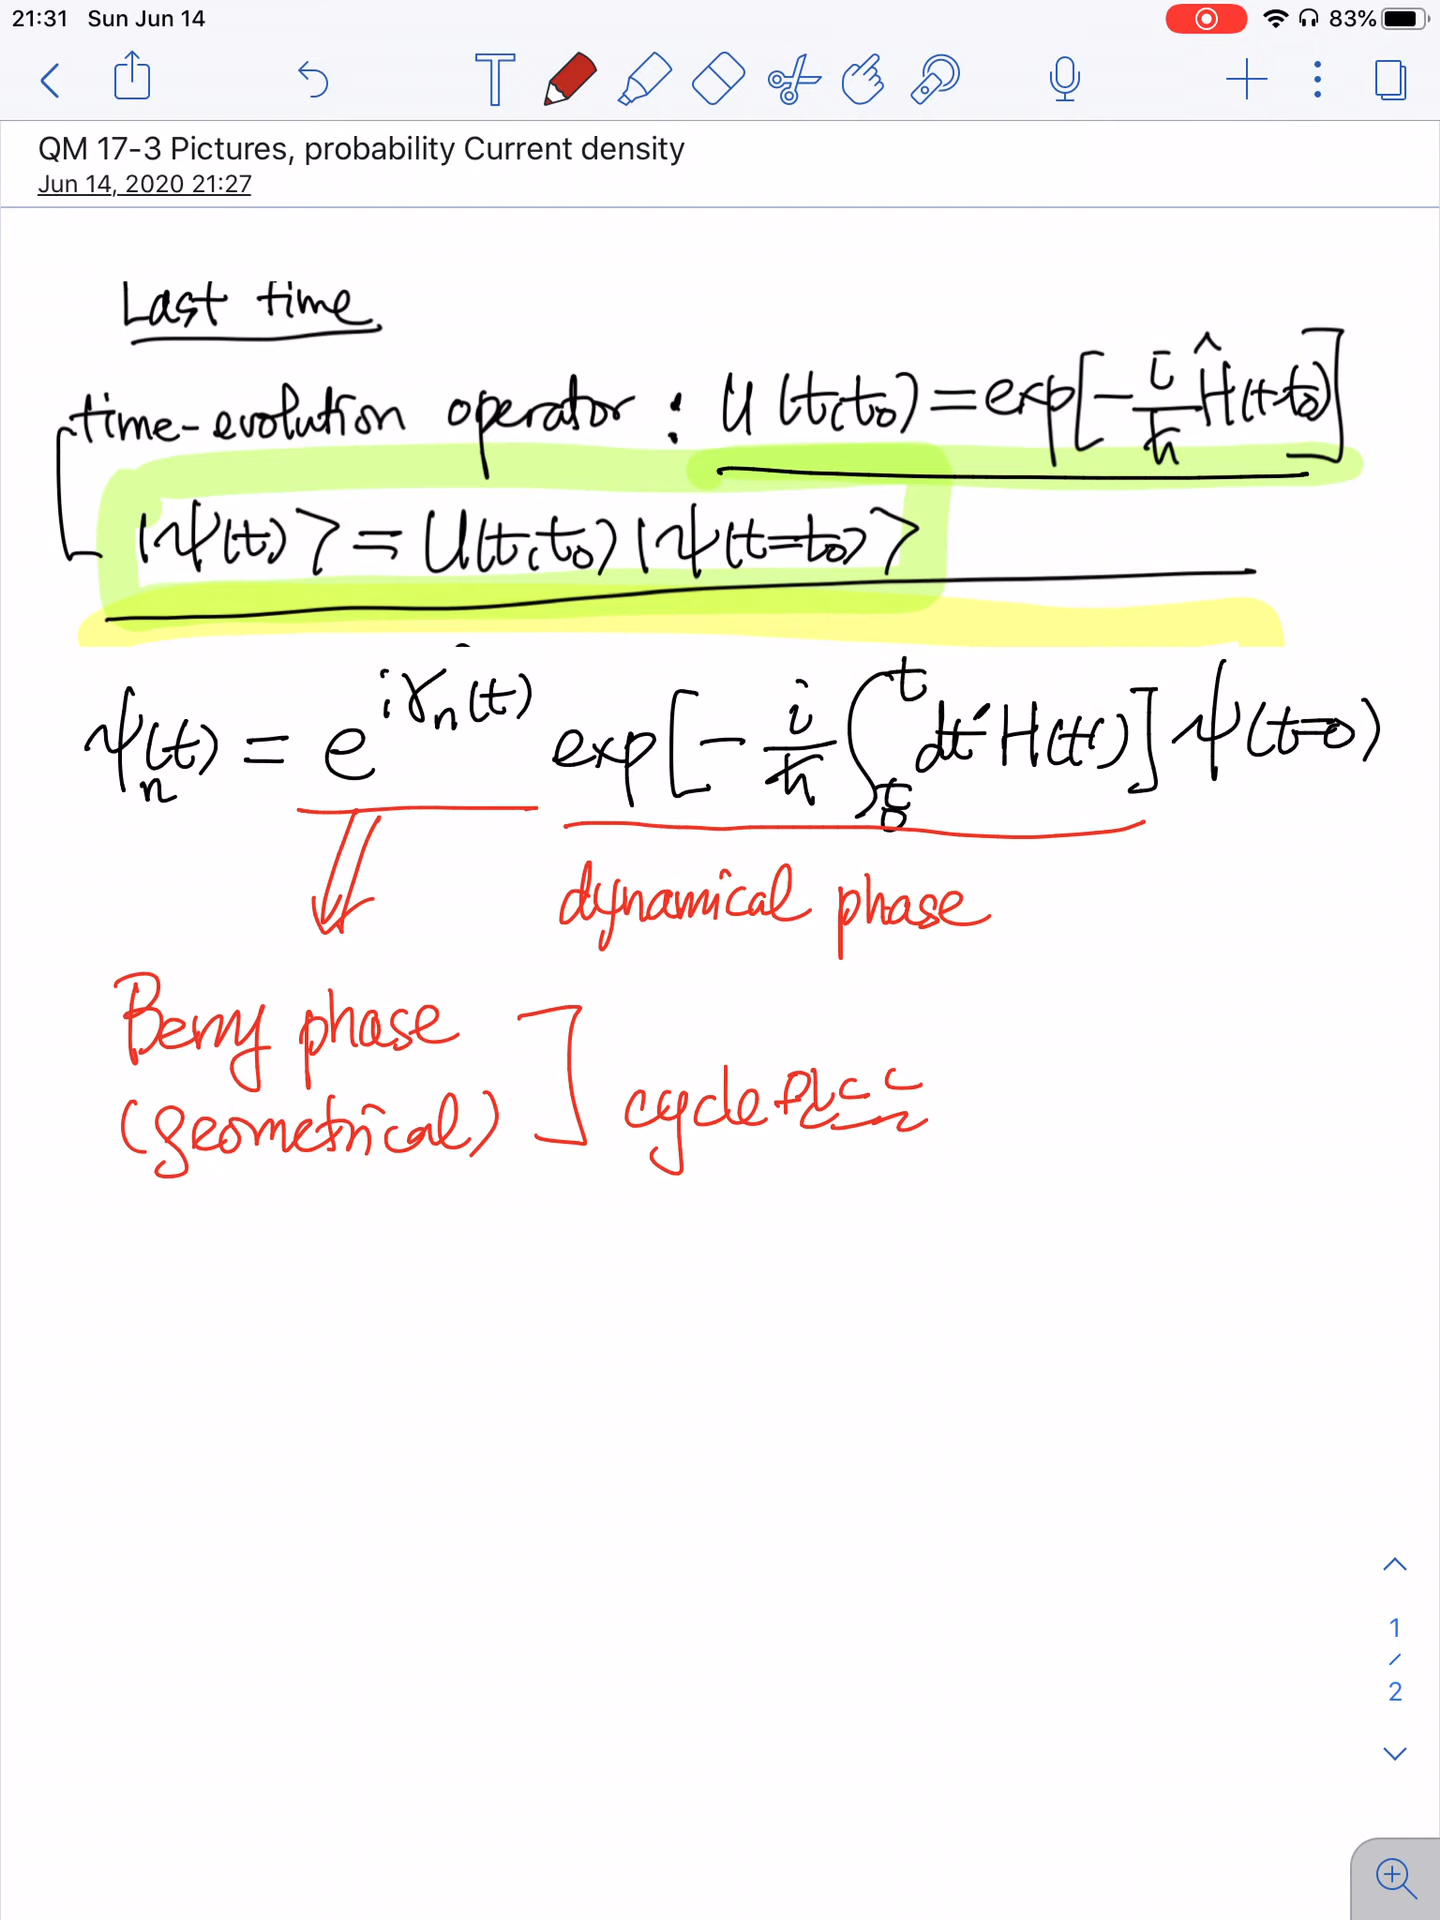 21:31 Sun Jun 14 83%
QM 17-3 Pictures, probability Current density
Jun 14, 2020 21:27
Last time
time-evolution operator : U(t,t₀) = exp[-i/ħ Ĥ(t-t₀)]
|ψ(t)> = U(t,t₀)|ψ(t=t₀)>
ψₙ(t) = e^{iγₙ(t)} exp[-i/ħ ∫_{t₀}^{t} dt' H(t')] ψ(t=0)
dynamical phase
Berry phase
(geometrical)
cycle
1
/
2